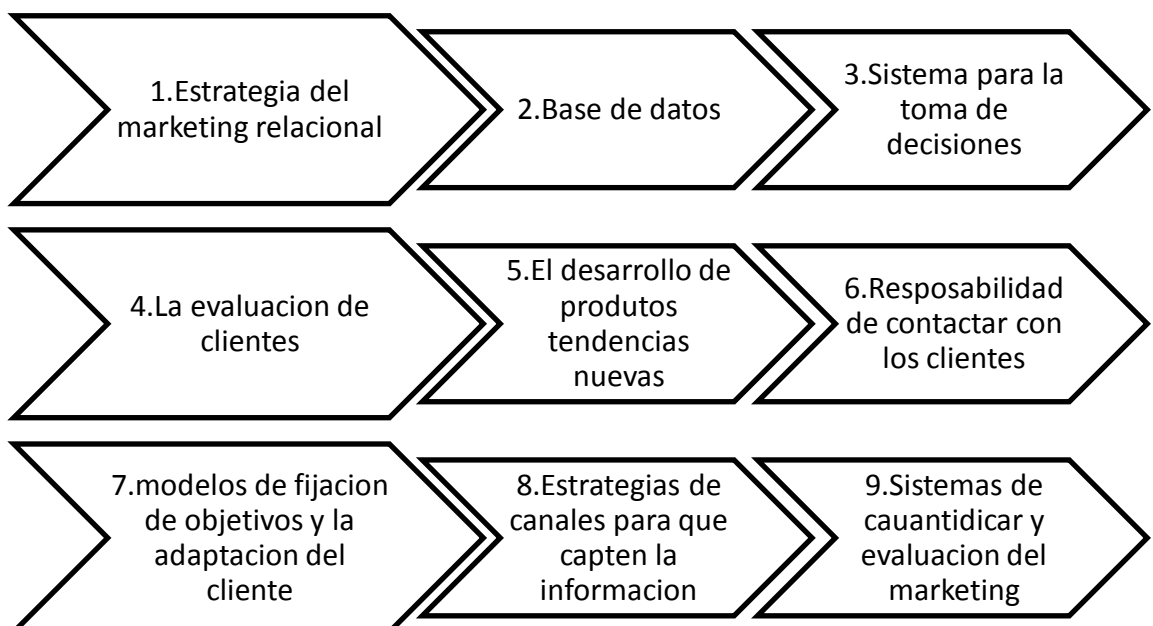 1.Estrategia del
marketing relacional
2.Base de datos
3.Sistema para la
toma de
decisiones
4.La evaluacion de
clientes
5.El desarrollo de
produtos
tendencias
nuevas
6.Resposabilidad
de contactar con
los clientes
7.modelos de fijacion
de objetivos y la
adaptacion del
cliente
8.Estrategias de
canales para que
capten la
informacion
9.Sistemas de
cauantidicar y
evaluacion del
marketing